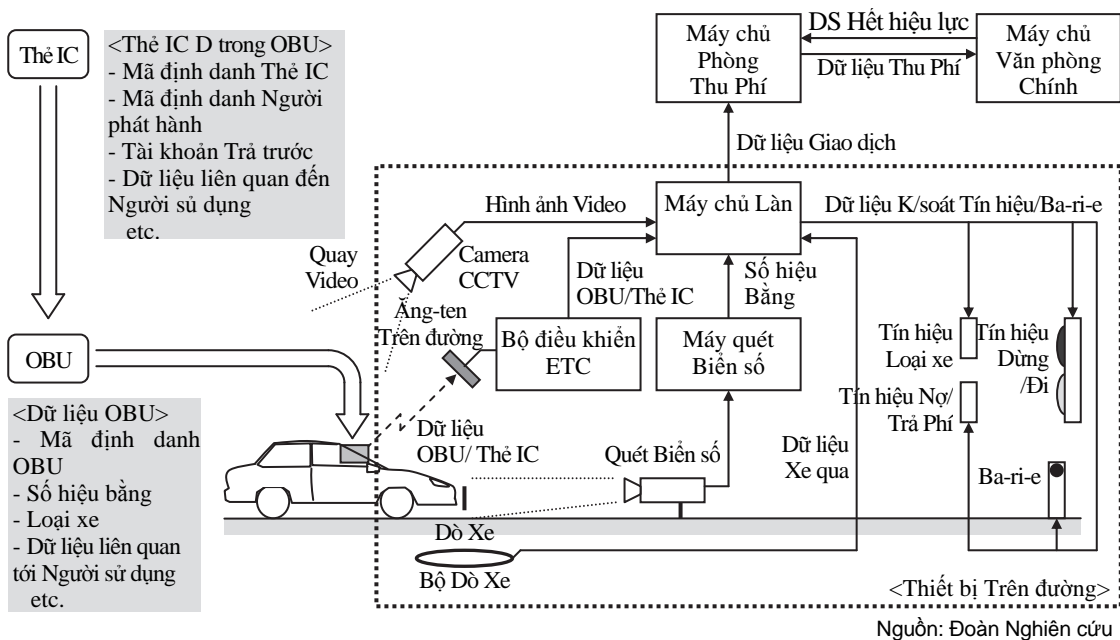 Thẻ IC
<Thẻ IC D trong OBU>
- Mã định danh Thẻ IC
- Mã định danh Người
phát hành
- Tài khoản Trả trước
- Dữ liệu liên quan đến
Người sủ dụng
etc.
Máy chủ
Phòng
Thu Phí
DS Hết hiệu lực
Dữ liệu Thu Phí
Máy chủ
Văn phòng
Chính
Dữ liệu Giao dịch
Hình ảnh Video
Máy chủ Làn
Dữ liệu K/soát Tín hiệu/Ba-ri-e
Quay
Video
Camera
CCTV
Dữ liệu
OBU/Thẻ IC
Số hiệu
Bằng
Ăng-ten
Trên đường
Bộ điều khiển
ETC
Máy quét
Biển số
Tín hiệu
Loại xe
Tín hiệu
Dừng
/Đi
Tín hiệu Nợ/
Trả Phí
OBU
<Dữ liệu OBU>
- Mã định danh
OBU
- Số hiệu bằng
- Loại xe
- Dữ liệu liên quan
tới Người sử dụng
etc.
Dữ liệu
OBU/ Thẻ IC
Quét Biển số
Dữ liệu
Xe qua
Ba-ri-e
Dò Xe
Bộ Dò Xe
<Thiết bị Trên đường>
Nguồn: Đoàn Nghiên cứu